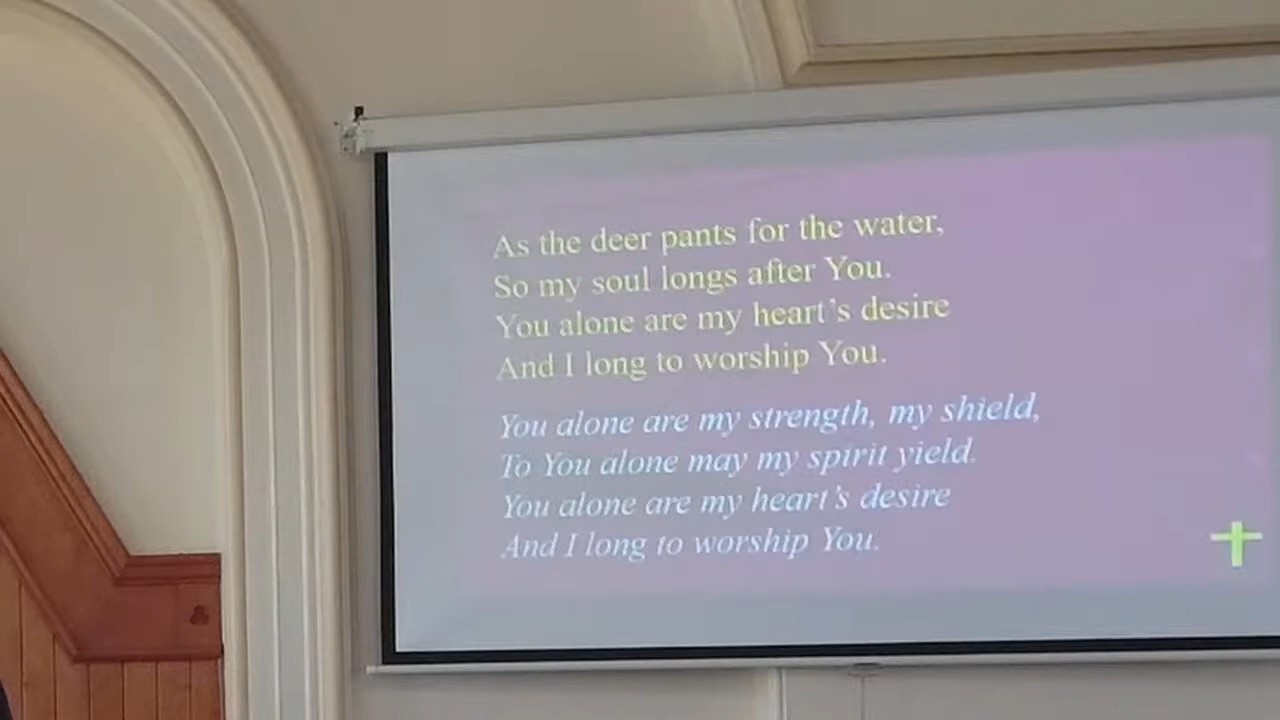 As the deer pants for the water,
So my soul longs after You.
You alone are my heart's desire
And I long to worship You.
You alone are my strength, my shield,
To You alone may my spirit yield.
You alone are my heart's desire
And I long to worship You.